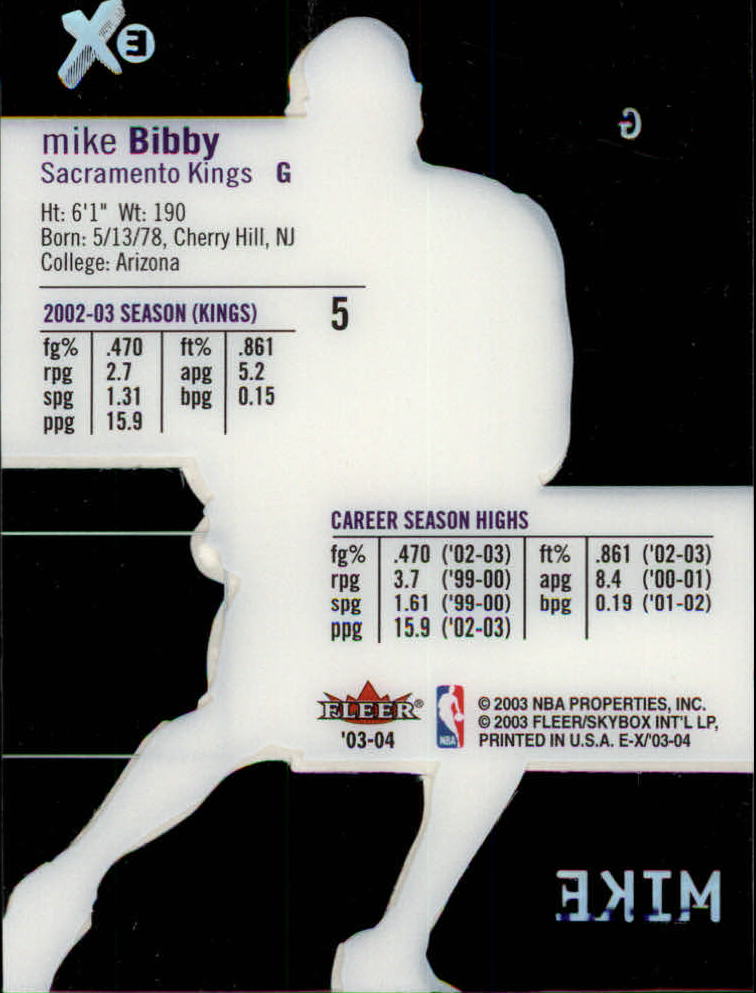 EX
G
mike Bibby
Sacramento Kings G
Ht: 6'1" Wt: 190
Born: 5/13/78, Cherry Hill, NJ
College: Arizona
2002-03 SEASON (KINGS) 5
fg% .470 ft% .861
rpg 2.7 apg 5.2
spg 1.31 bpg 0.15
ppg 15.9
CAREER SEASON HIGHS
fg% .470 ('02-03) ft% .861 ('02-03)
rpg 3.7 ('99-00) apg 8.4 ('00-01)
spg 1.61 ('99-00) bpg 0.19 ('01-02)
ppg 15.9 ('02-03)
FLEER®
'03-04
NBA
© 2003 NBA PROPERTIES, INC.
© 2003 FLEER/SKYBOX INT'L LP,
PRINTED IN U.S.A. E-X/'03-04
MIKE